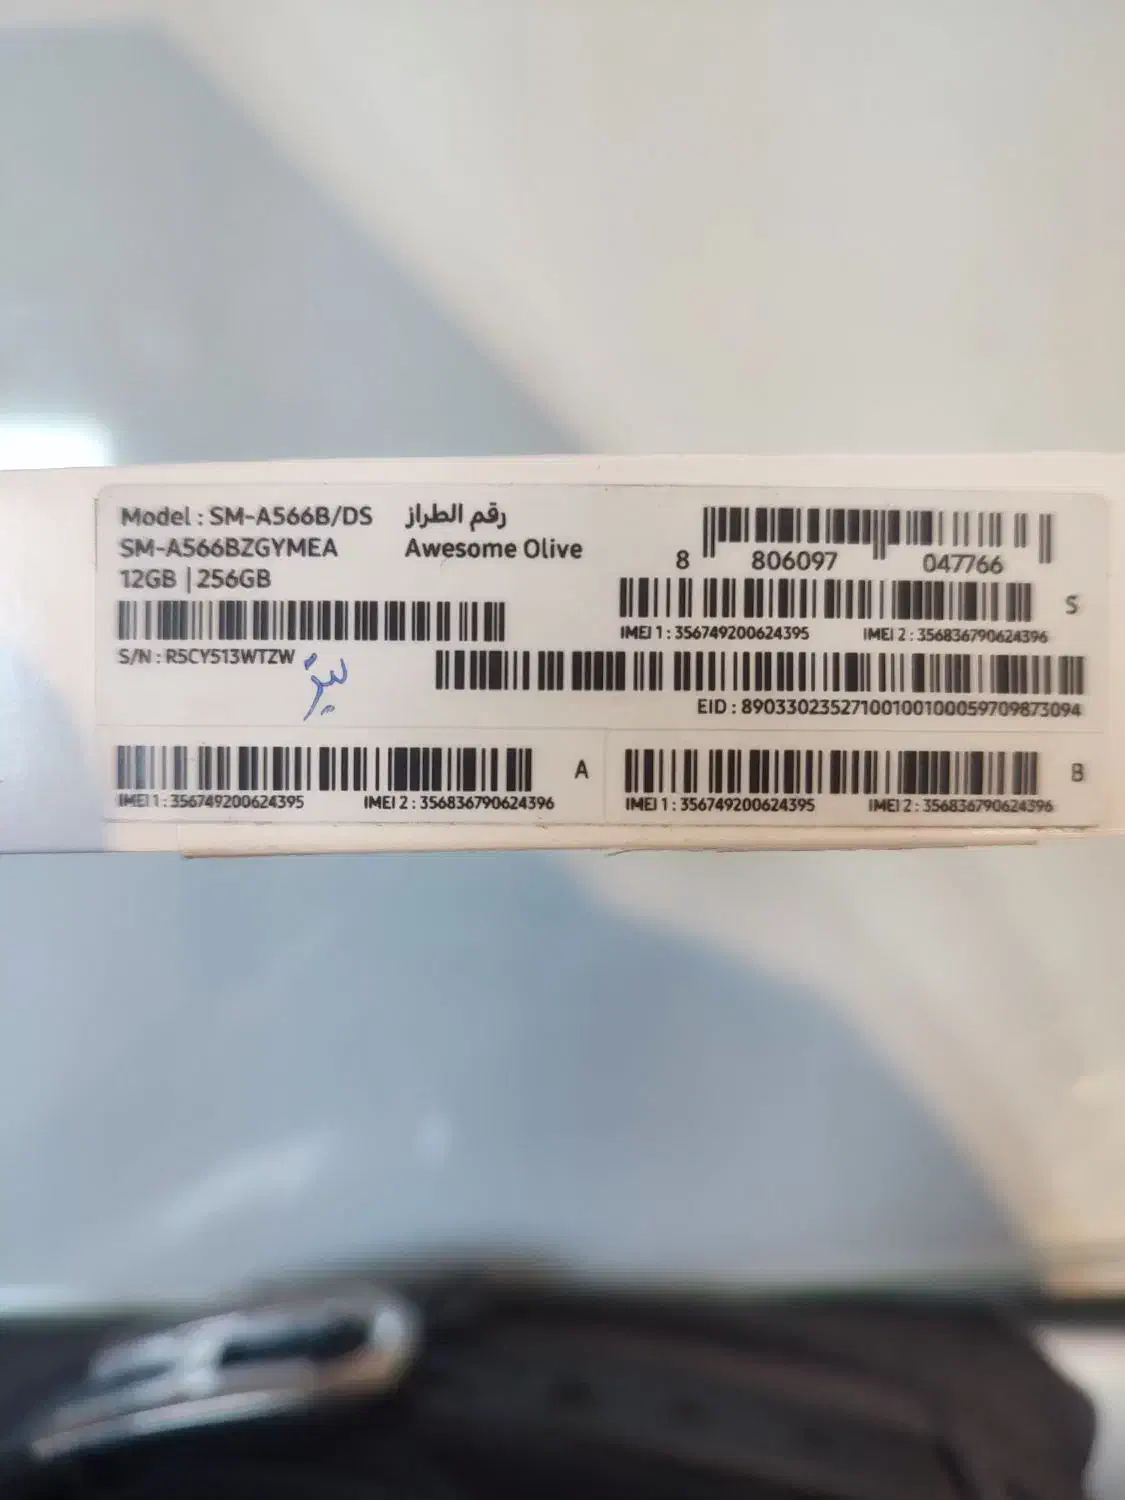 Model : SM-A566B/DS رقم الطراز
SM-A566BZGYMEA Awesome Olive
12GB | 256GB
8 806097 047766
S
IMEI 1 : 356749200624395 IMEI 2 : 356836790624396
S/N : R5CY513WTZW
سبز
EID : 89033023527100100100059709873094
A
IMEI 1 : 356749200624395 IMEI 2 : 356836790624396
B
IMEI 1 : 356749200624395 IMEI 2 : 356836790624396